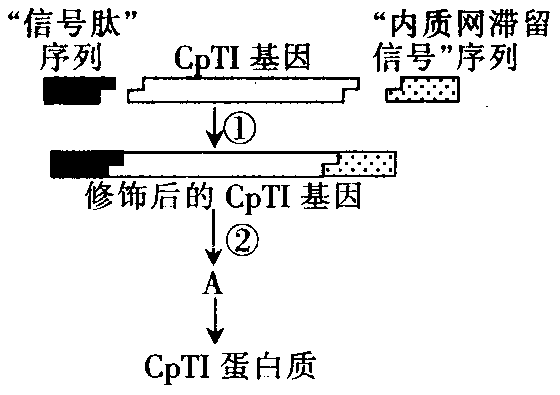 “信号肽”
序列
CpTI 基因
“内质网滞留
信号”序列
①
修饰后的 CpTI 基因
②
A
CpTI 蛋白质